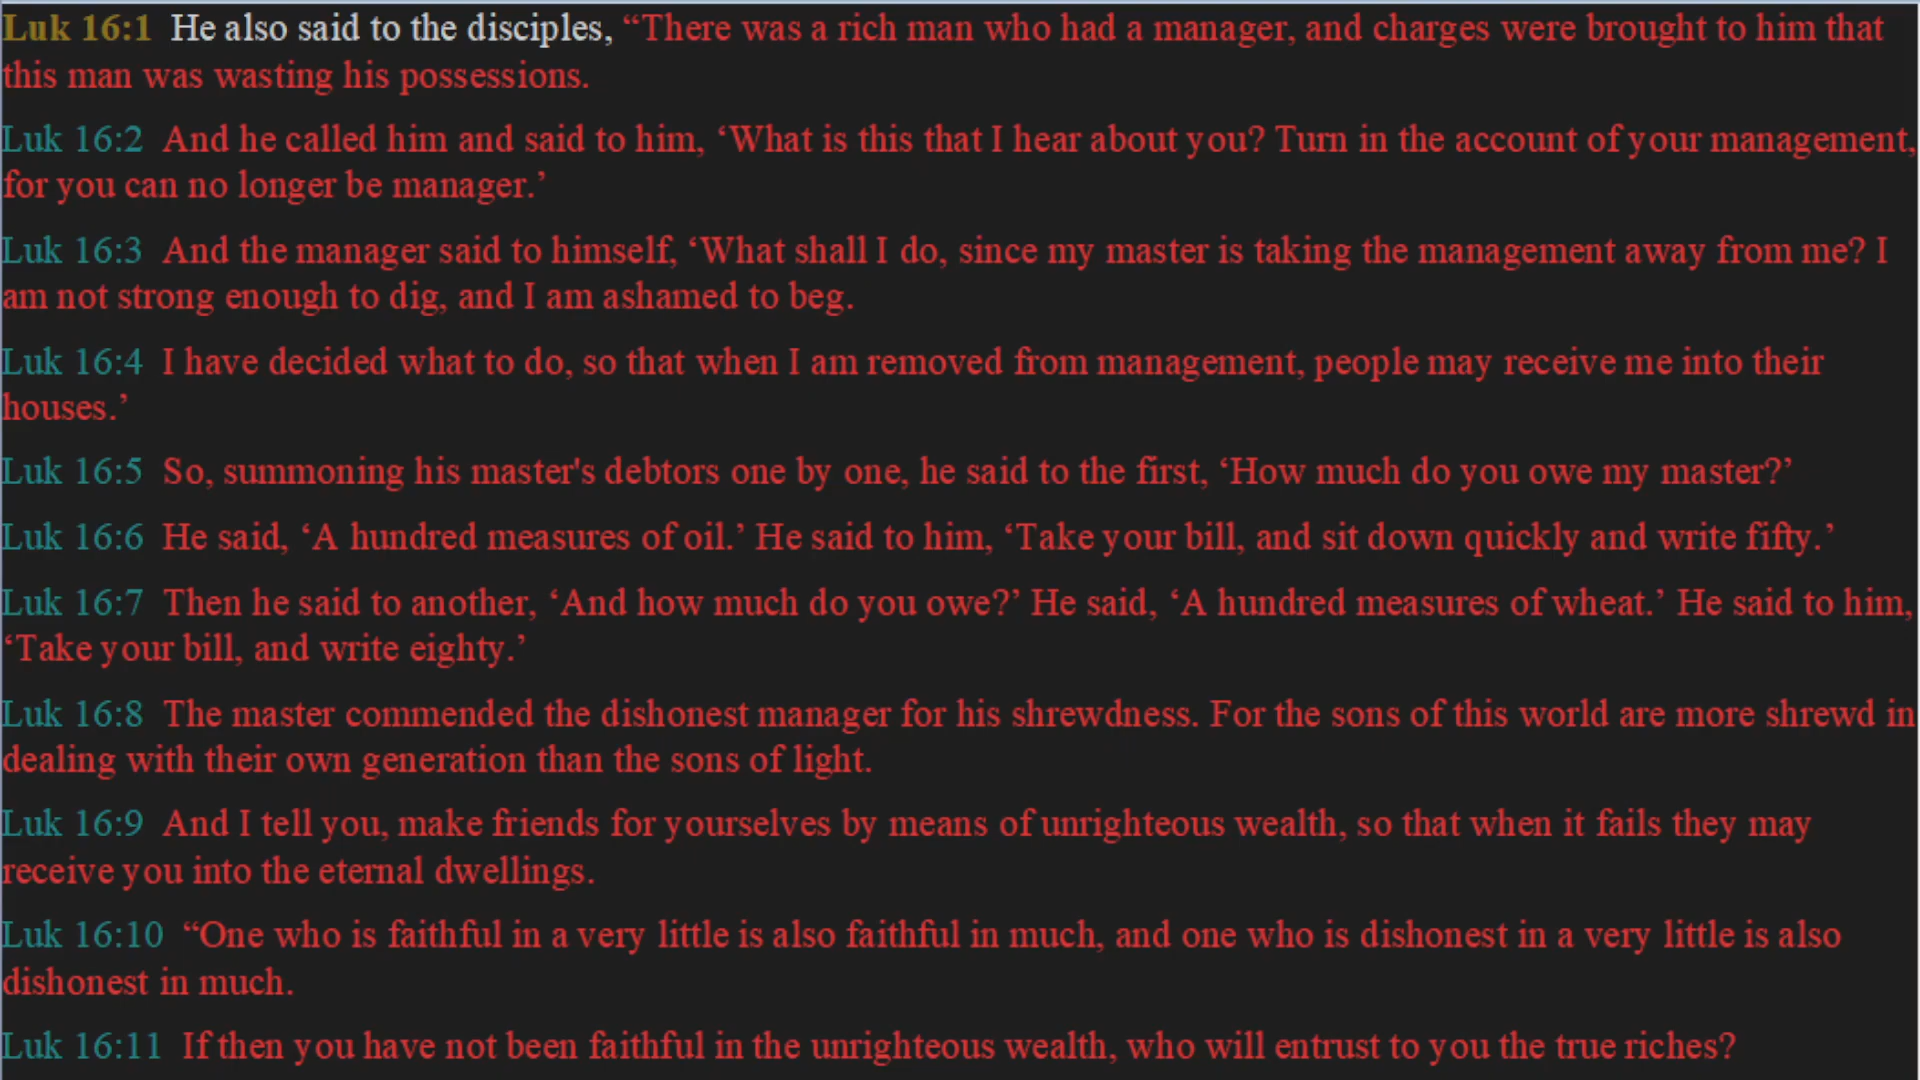 Luk 16:1 He also said to the disciples, “There was a rich man who had a manager, and charges were brought to him that
this man was wasting his possessions.
Luk 16:2 And he called him and said to him, ‘What is this that I hear about you? Turn in the account of your management,
for you can no longer be manager.’
Luk 16:3 And the manager said to himself, ‘What shall I do, since my master is taking the management away from me? I
am not strong enough to dig, and I am ashamed to beg.
Luk 16:4 I have decided what to do, so that when I am removed from management, people may receive me into their
houses.’
Luk 16:5 So, summoning his master's debtors one by one, he said to the first, ‘How much do you owe my master?’
Luk 16:6 He said, ‘A hundred measures of oil.’ He said to him, ‘Take your bill, and sit down quickly and write fifty.’
Luk 16:7 Then he said to another, ‘And how much do you owe?’ He said, ‘A hundred measures of wheat.’ He said to him,
‘Take your bill, and write eighty.’
Luk 16:8 The master commended the dishonest manager for his shrewdness. For the sons of this world are more shrewd in
dealing with their own generation than the sons of light.
Luk 16:9 And I tell you, make friends for yourselves by means of unrighteous wealth, so that when it fails they may
receive you into the eternal dwellings.
Luk 16:10 “One who is faithful in a very little is also faithful in much, and one who is dishonest in a very little is also
dishonest in much.
Luk 16:11 If then you have not been faithful in the unrighteous wealth, who will entrust to you the true riches?